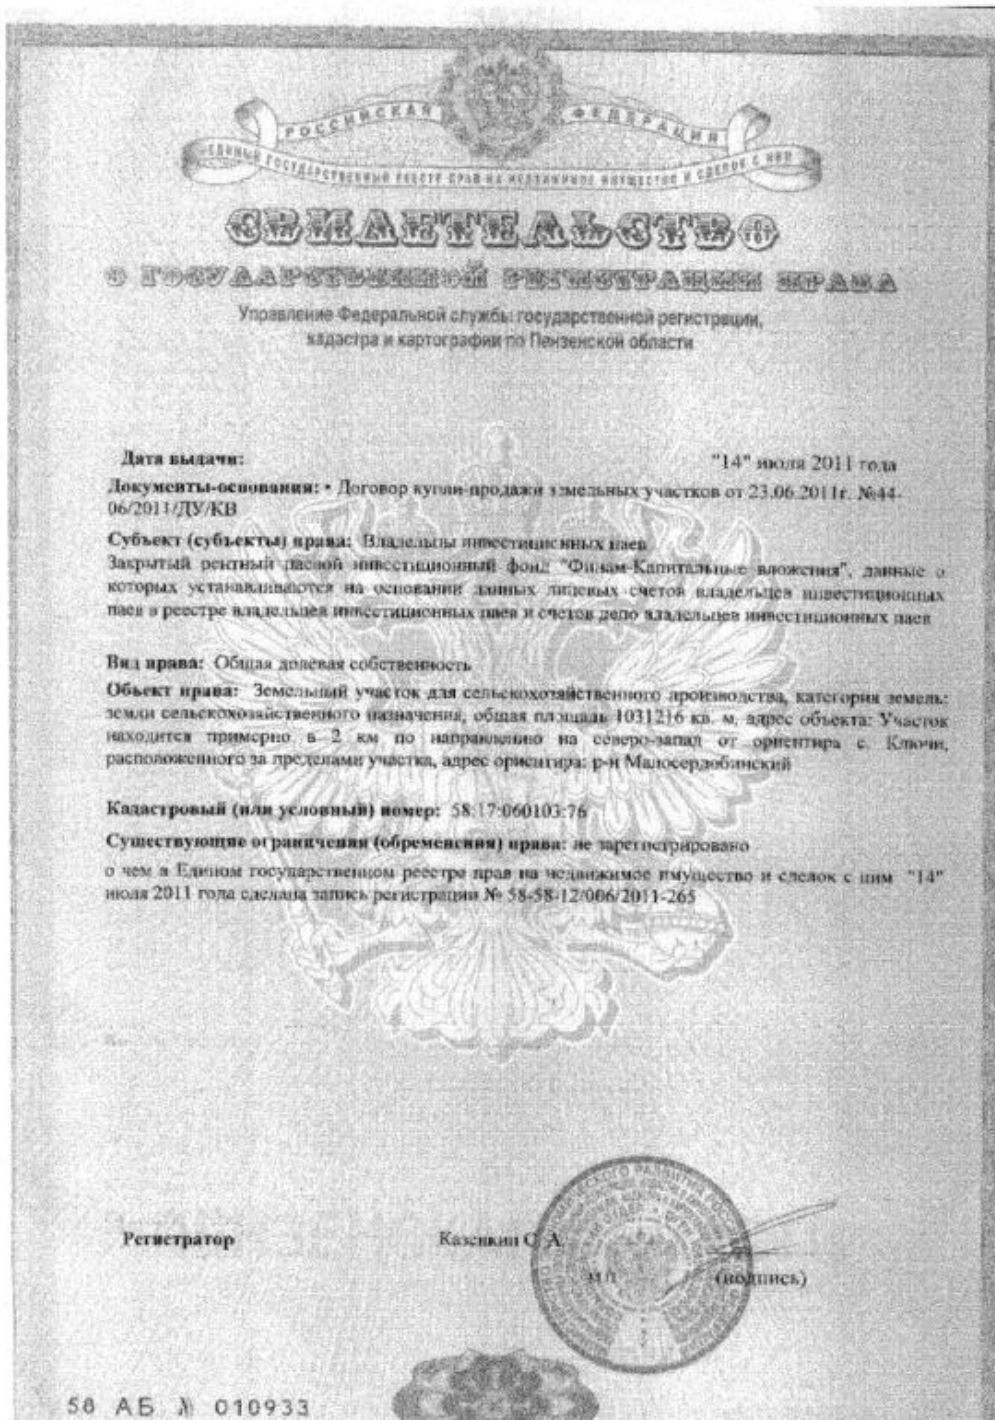 РОССИЙСКАЯ ФЕДЕРАЦИЯ
ЕДИНЫЙ ГОСУДАРСТВЕННЫЙ РЕЕСТР ПРАВ НА НЕДВИЖИМОЕ ИМУЩЕСТВО И СДЕЛОК С НИМ
СВИДЕТЕЛЬСТВО
О ГОСУДАРСТВЕННОЙ РЕГИСТРАЦИИ ПРАВА
Управление Федеральной службы государственной регистрации,
кадастра и картографии по Пензенской области
Дата выдачи: "14" июля 2011 года
Документы-основания: • Договор купли-продажи земельных участков от 23.06.2011г. №44-
06/2011/ДУ/КВ
Субъект (субъекты) права: Владельцы инвестиционных паев
Закрытый рентный паевой инвестиционный фонд "Финам-Капитальные вложения", данные о
которых устанавливаются на основании данных лицевых счетов владельцев инвестиционных
паев в реестре владельцев инвестиционных паев и счетов депо владельцев инвестиционных паев
Вид права: Общая долевая собственность
Объект права: Земельный участок для сельскохозяйственного производства, категория земель:
земли сельскохозяйственного назначения, общая площадь 1031216 кв. м, адрес объекта: Участок
находится примерно в 2 км по направлению на северо-запад от ориентира с. Ключи,
расположенного за пределами участка, адрес ориентира: р-н Малосердобинский
Кадастровый (или условный) номер: 58:17:060103:76
Существующие ограничения (обременения) права: не зарегистрировано
о чем в Едином государственном реестре прав на недвижимое имущество и сделок с ним "14"
июля 2011 года сделана запись регистрации № 58-58-12/006/2011-265
Регистратор Казенкин С.А.
М.П. (подпись)
58 АБ № 010933